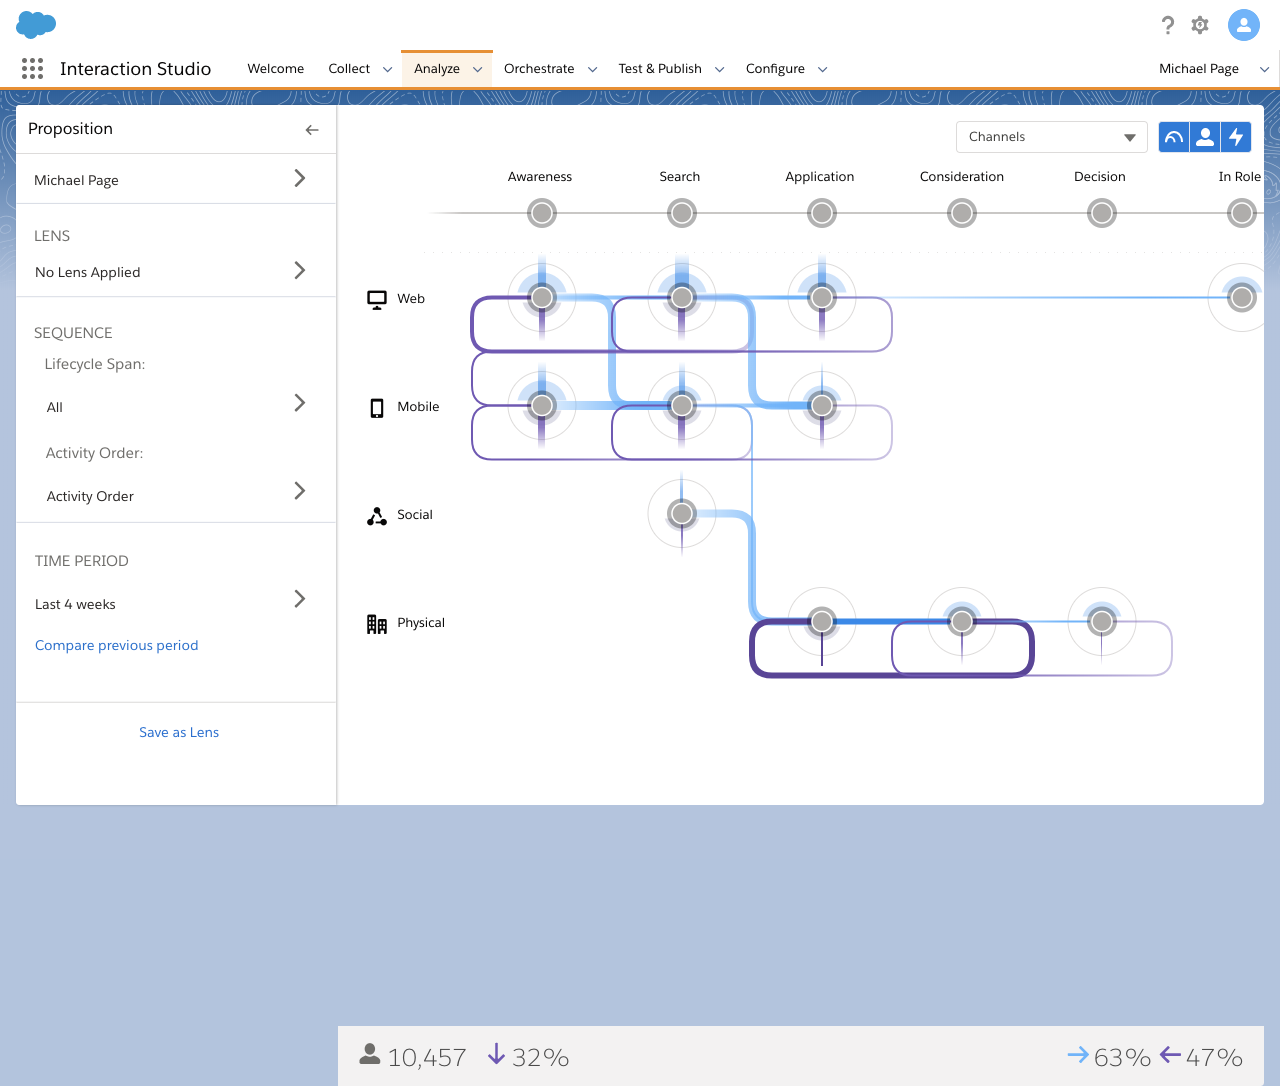 ?
Interaction Studio
Welcome
Collect
Analyze
Orchestrate
Test & Publish
Configure
Michael Page
Proposition
Michael Page
LENS
No Lens Applied
SEQUENCE
Lifecycle Span:
All
Activity Order:
Activity Order
TIME PERIOD
Last 4 weeks
Compare previous period
Save as Lens
Channels
Awareness
Search
Application
Consideration
Decision
In Role
Web
Mobile
Social
Physical
10,457
32%
63%
47%